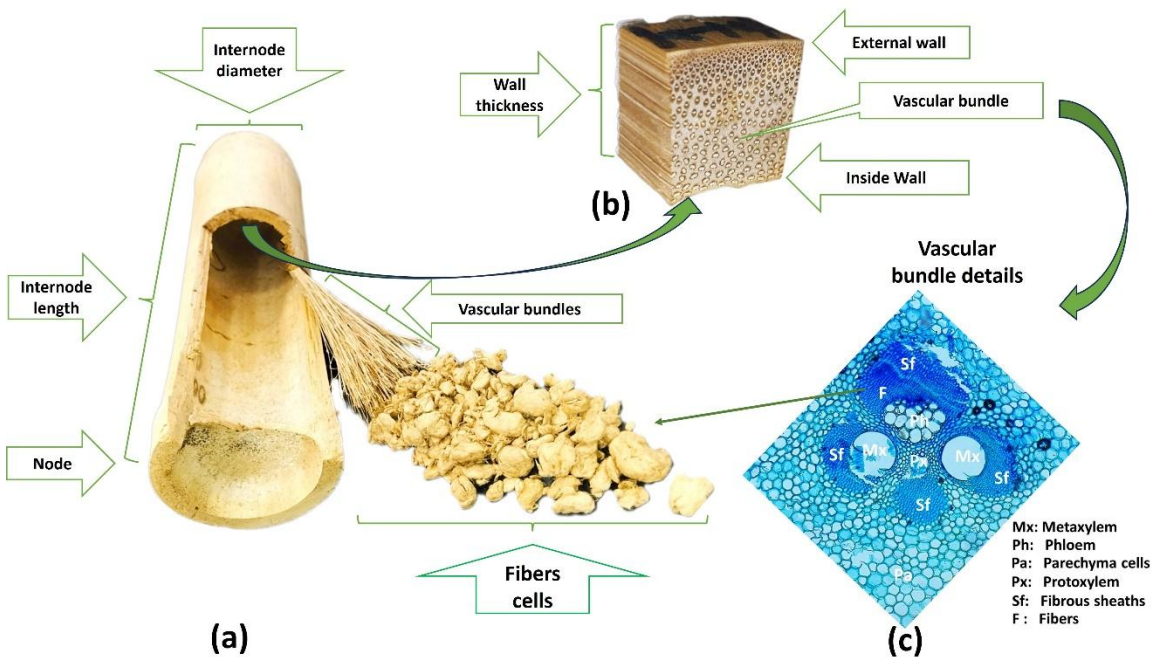 Internode
diameter
Internode
length
Node
(a)
Vascular bundles
Fibers
cells
Wall
thickness
External wall
Vascular bundle
Inside Wall
(b)
Vascular
bundle details
Sf
F
Ph
Sf
Mx
Px
Mx
Sf
Sf
Pa
Mx: Metaxylem
Ph: Phloem
Pa: Parechyma cells
Px: Protoxylem
Sf: Fibrous sheaths
F : Fibers
(c)